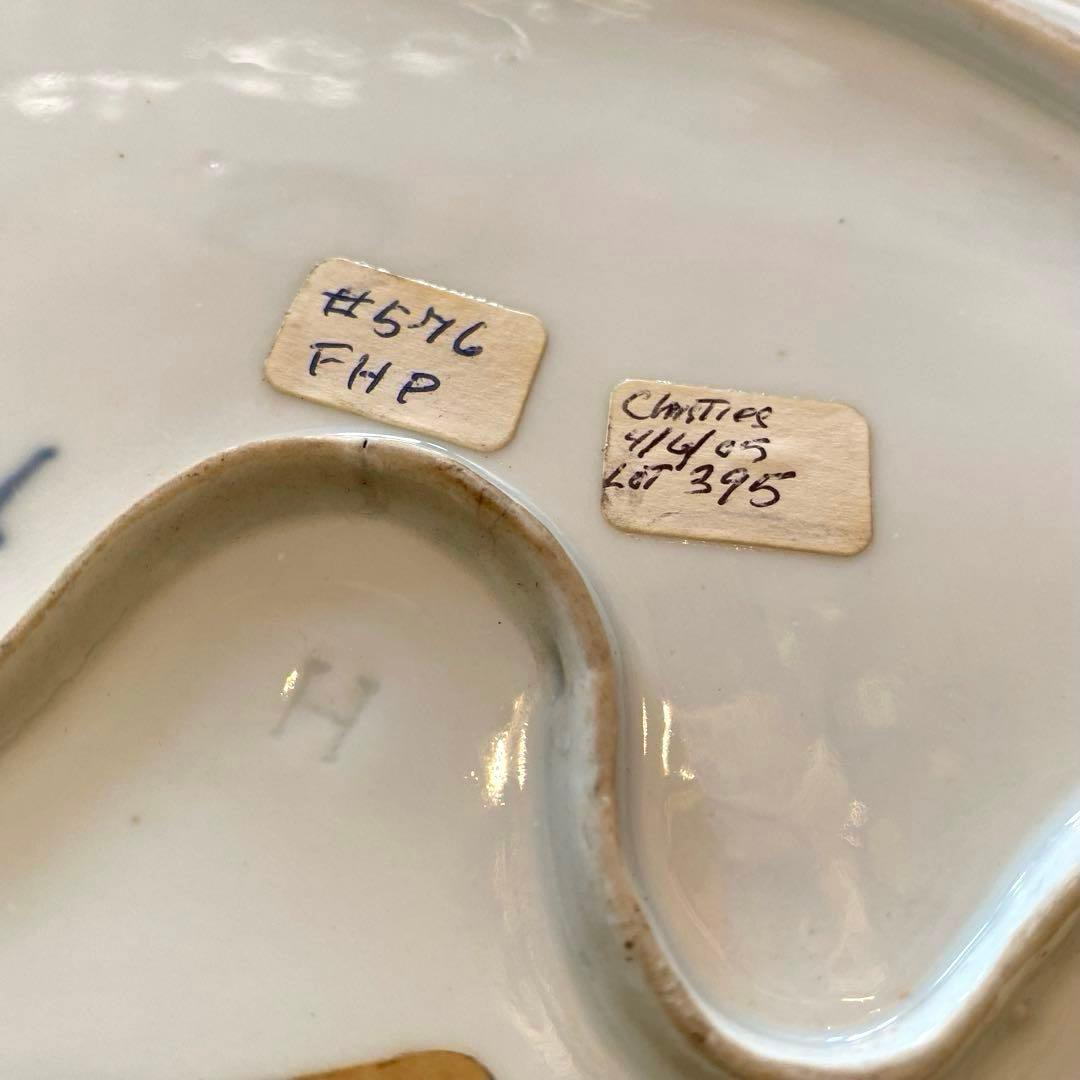 #576
FHP
Christies
4/6/05
LOT 395
H